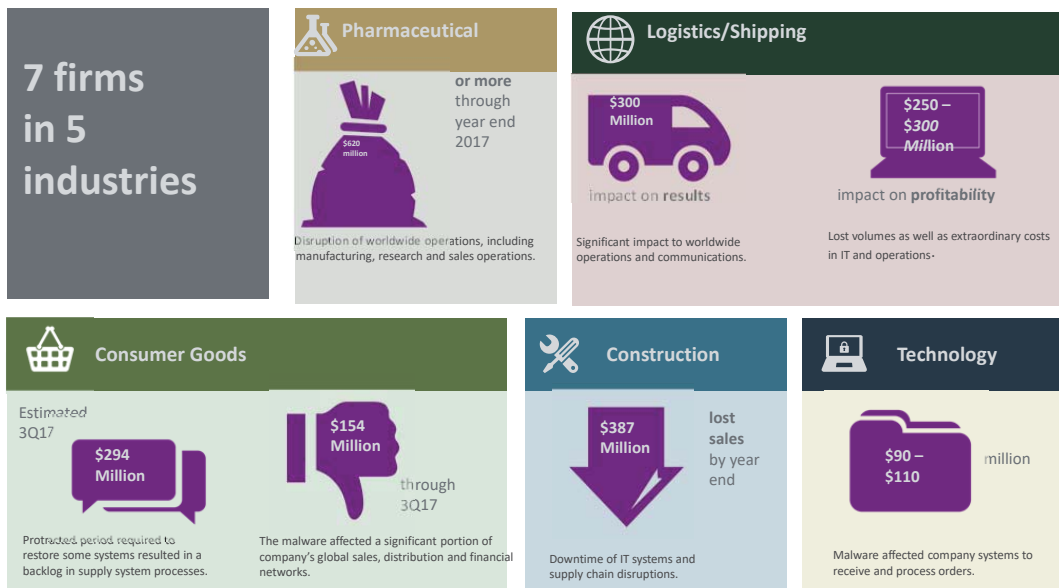 7 firms
in 5
industries
Pharmaceutical
$620
million
or more
through
year end
2017
Disruption of worldwide operations, including
manufacturing, research and sales operations.
Logistics/Shipping
$300
Million
impact on results
Significant impact to worldwide
operations and communications.
$250 –
$300
Million
impact on profitability
Lost volumes as well as extraordinary costs
in IT and operations.
Consumer Goods
Estimated
3Q17
$294
Million
Protracted period required to
restore some systems resulted in a
backlog in supply system processes.
$154
Million
through
3Q17
The malware affected a significant portion of
company's global sales, distribution and financial
networks.
Construction
$387
Million
lost
sales
by year
end
Downtime of IT systems and
supply chain disruptions.
Technology
$90 –
$110
million
Malware affected company systems to
receive and process orders.